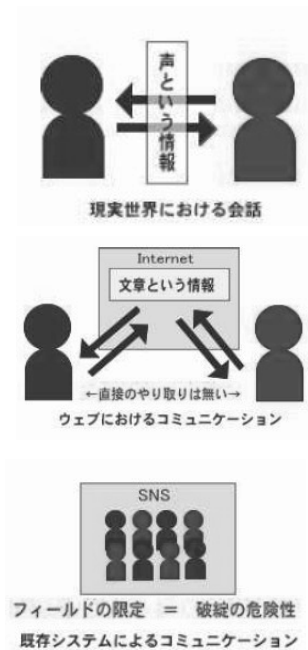 声という情報
現実世界における会話
Internet
文章という情報
←直接のやり取りは無い→
ウェブにおけるコミュニケーション
SNS
フィールドの限定 = 破綻の危険性
既存システムによるコミュニケーション